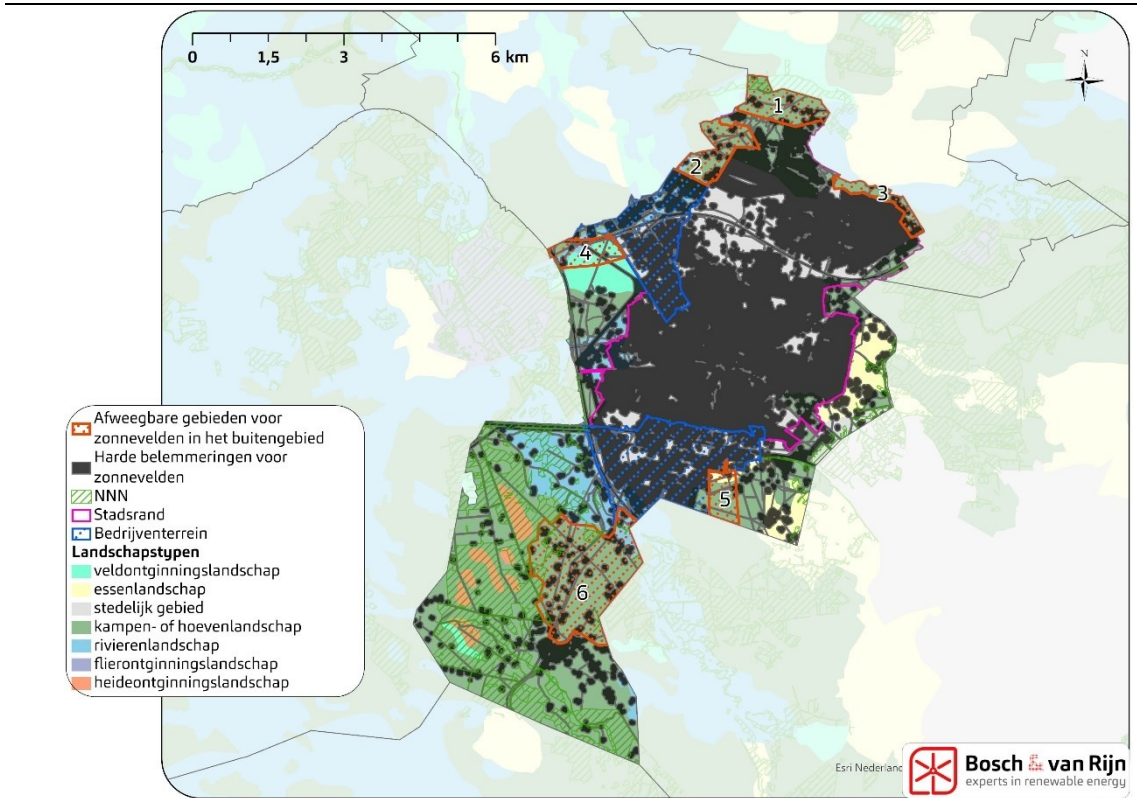 0 1,5 3 6 km
N
1
2
3
4
5
6
Afweegbare gebieden voor
zonnevelden in het buitengebied
Harde belemmeringen voor
zonnevelden
NNN
Stadsrand
Bedrijventerrein
Landschapstypen
veldontginningslandschap
essenlandschap
stedelijk gebied
kampen- of hoevenlandschap
rivierenlandschap
flierontginningslandschap
heideontginningslandschap
Esri Nederland
Bosch & van Rijn
experts in renewable energy